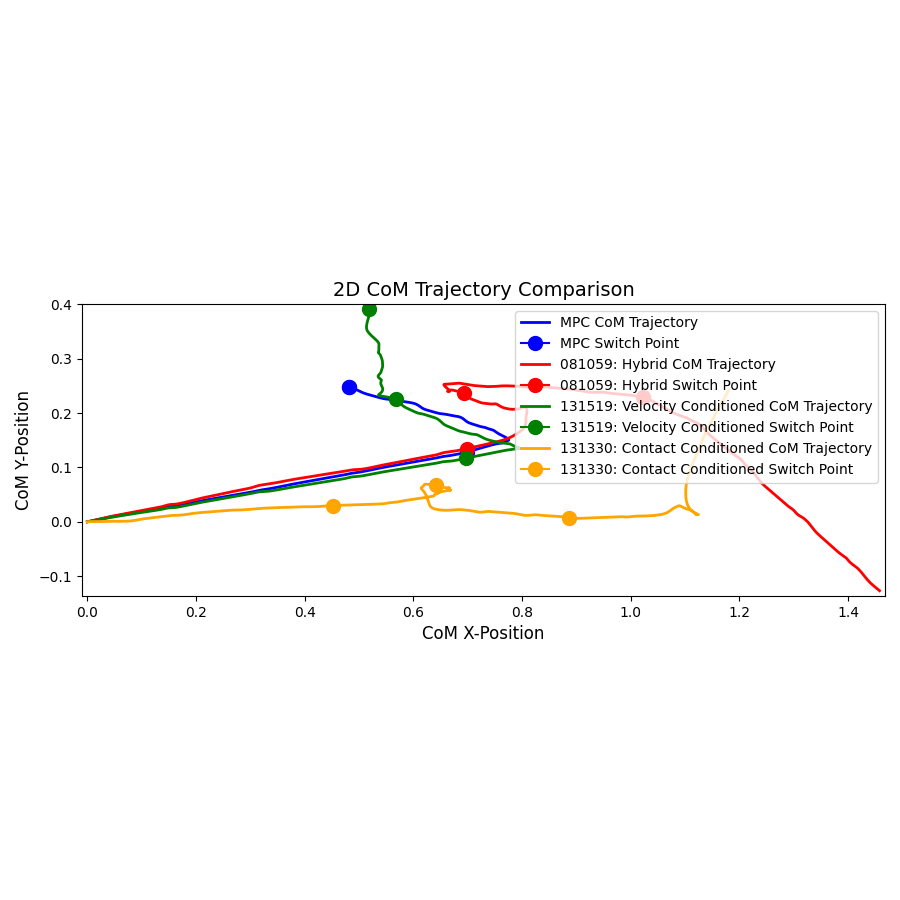 2D CoM Trajectory Comparison
0.4
0.3
0.2
0.1
0.0
−0.1
CoM Y-Position
MPC CoM Trajectory
MPC Switch Point
081059: Hybrid CoM Trajectory
081059: Hybrid Switch Point
131519: Velocity Conditioned CoM Trajectory
131519: Velocity Conditioned Switch Point
131330: Contact Conditioned CoM Trajectory
131330: Contact Conditioned Switch Point
0.0 0.2 0.4 0.6 0.8 1.0 1.2 1.4
CoM X-Position